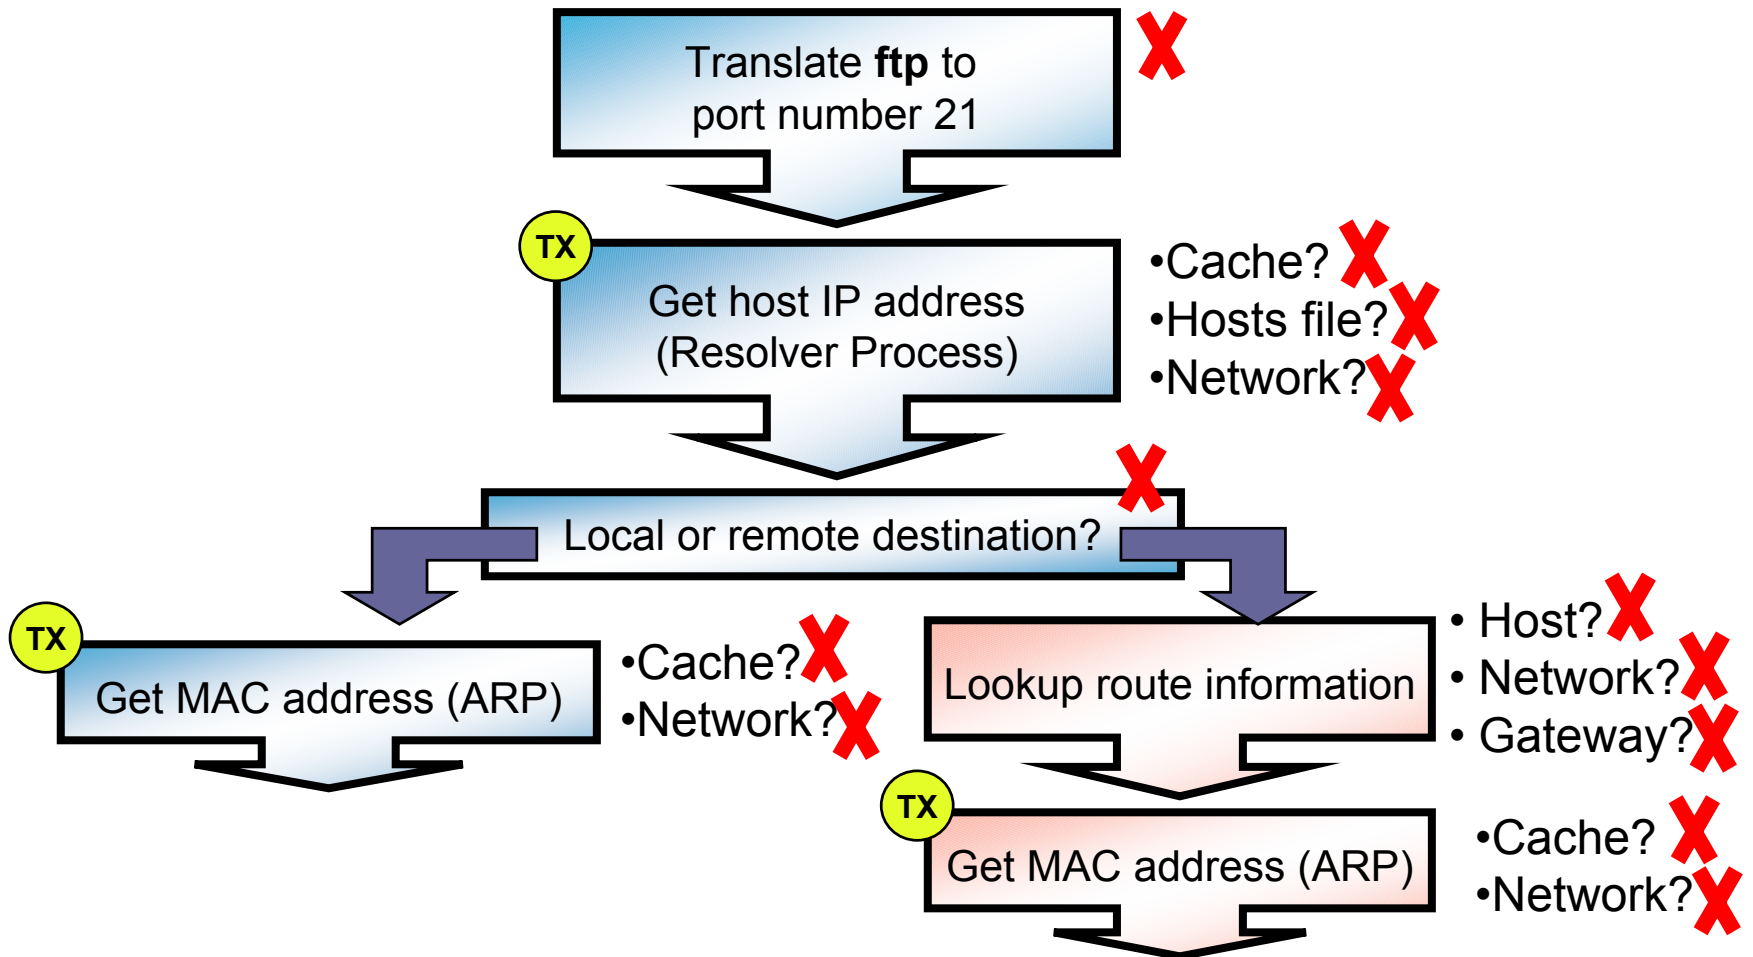 Translate ftp to
port number 21
TX
Get host IP address
(Resolver Process)
•Cache?
•Hosts file?
•Network?
Local or remote destination?
TX
Get MAC address (ARP)
•Cache?
•Network?
Lookup route information
• Host?
• Network?
• Gateway?
TX
Get MAC address (ARP)
•Cache?
•Network?